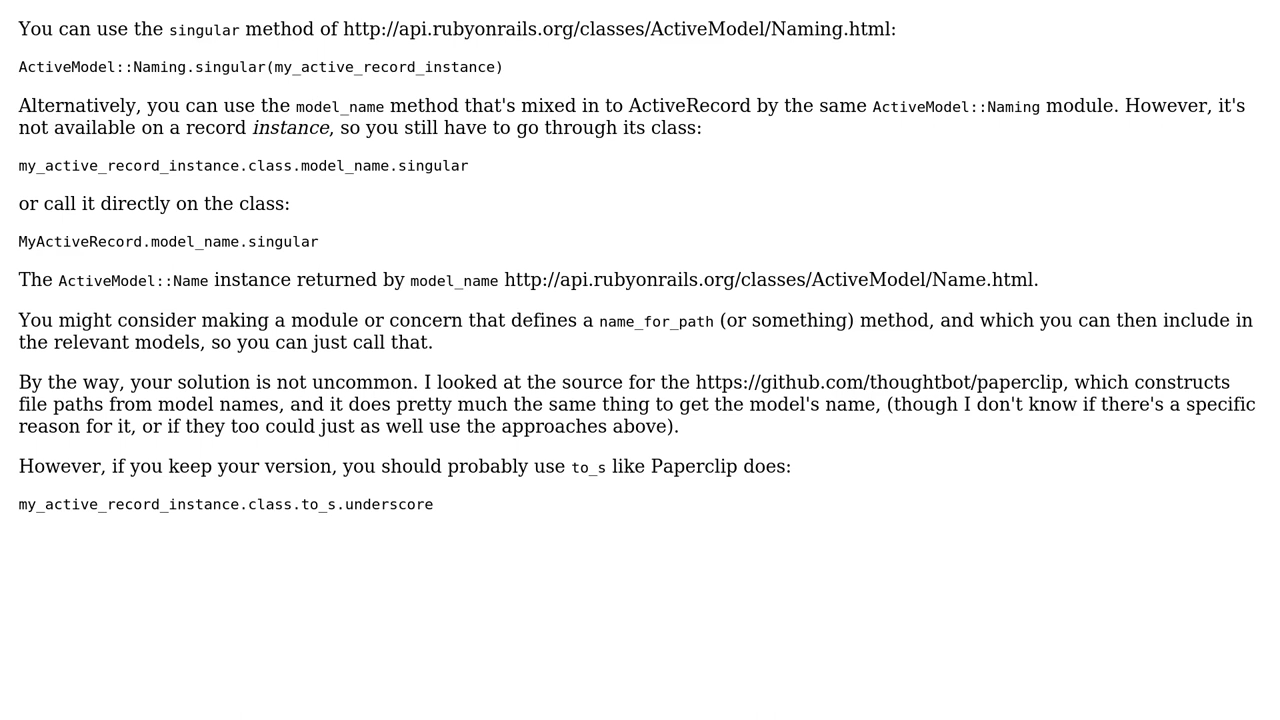 You can use the singular method of http://api.rubyonrails.org/classes/ActiveModel/Naming.html:
ActiveModel::Naming.singular(my_active_record_instance)
Alternatively, you can use the model_name method that's mixed in to ActiveRecord by the same ActiveModel::Naming module. However, it's
not available on a record instance, so you still have to go through its class:
my_active_record_instance.class.model_name.singular
or call it directly on the class:
MyActiveRecord.model_name.singular
The ActiveModel::Name instance returned by model_name http://api.rubyonrails.org/classes/ActiveModel/Name.html.
You might consider making a module or concern that defines a name_for_path (or something) method, and which you can then include in
the relevant models, so you can just call that.
By the way, your solution is not uncommon. I looked at the source for the https://github.com/thoughtbot/paperclip, which constructs
file paths from model names, and it does pretty much the same thing to get the model's name, (though I don't know if there's a specific
reason for it, or if they too could just as well use the approaches above).
However, if you keep your version, you should probably use to_s like Paperclip does:
my_active_record_instance.class.to_s.underscore